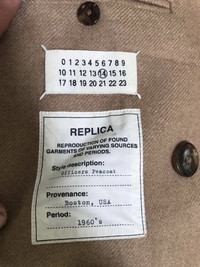 0 1 2 3 4 5 6 7 8 9
10 11 12 13 14 15 16
17 18 19 20 21 22 23
REPLICA
REPRODUCTION OF FOUND
GARMENTS OF VARYING SOURCES
AND PERIODS.
Style description:
Officers Peacoat
Provenance:
Boston, USA
Period:
1960's